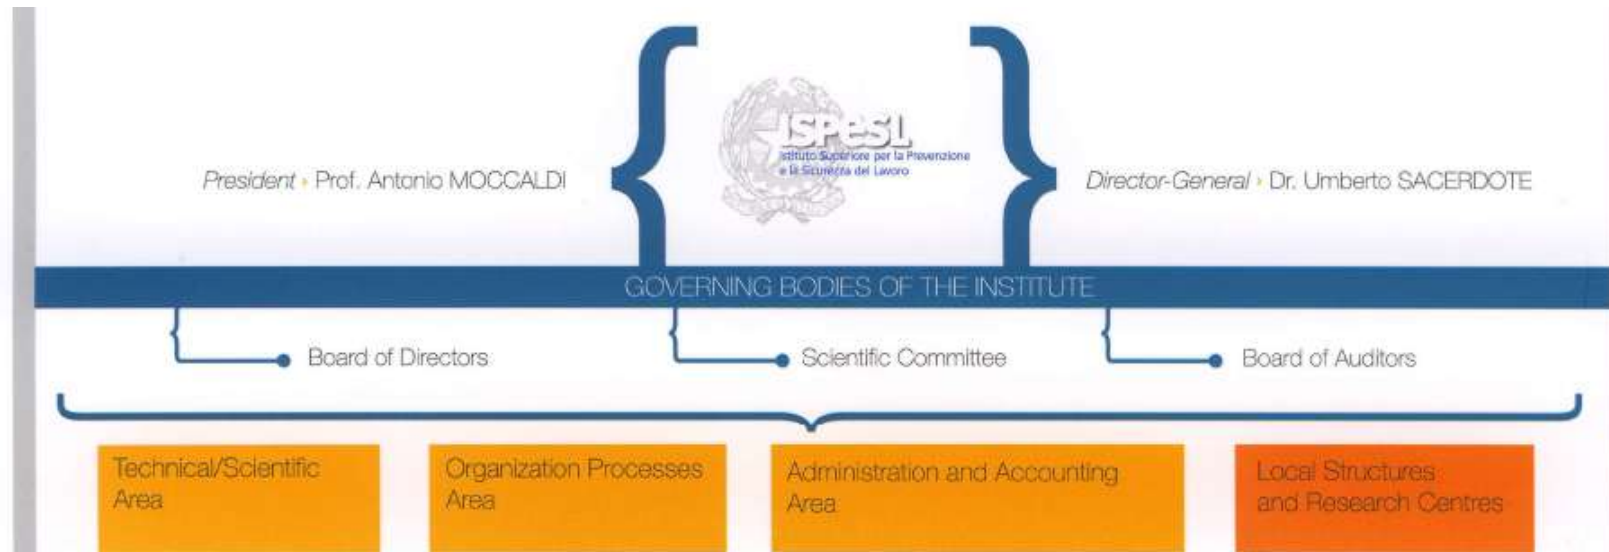 ISPESL
Istituto Superiore per la Prevenzione
e la Sicurezza del Lavoro
President › Prof. Antonio MOCCALDI
Director-General › Dr. Umberto SACERDOTE
GOVERNING BODIES OF THE INSTITUTE
Board of Directors
Scientific Committee
Board of Auditors
Technical/Scientific
Area
Organization Processes
Area
Administration and Accounting
Area
Local Structures
and Research Centres